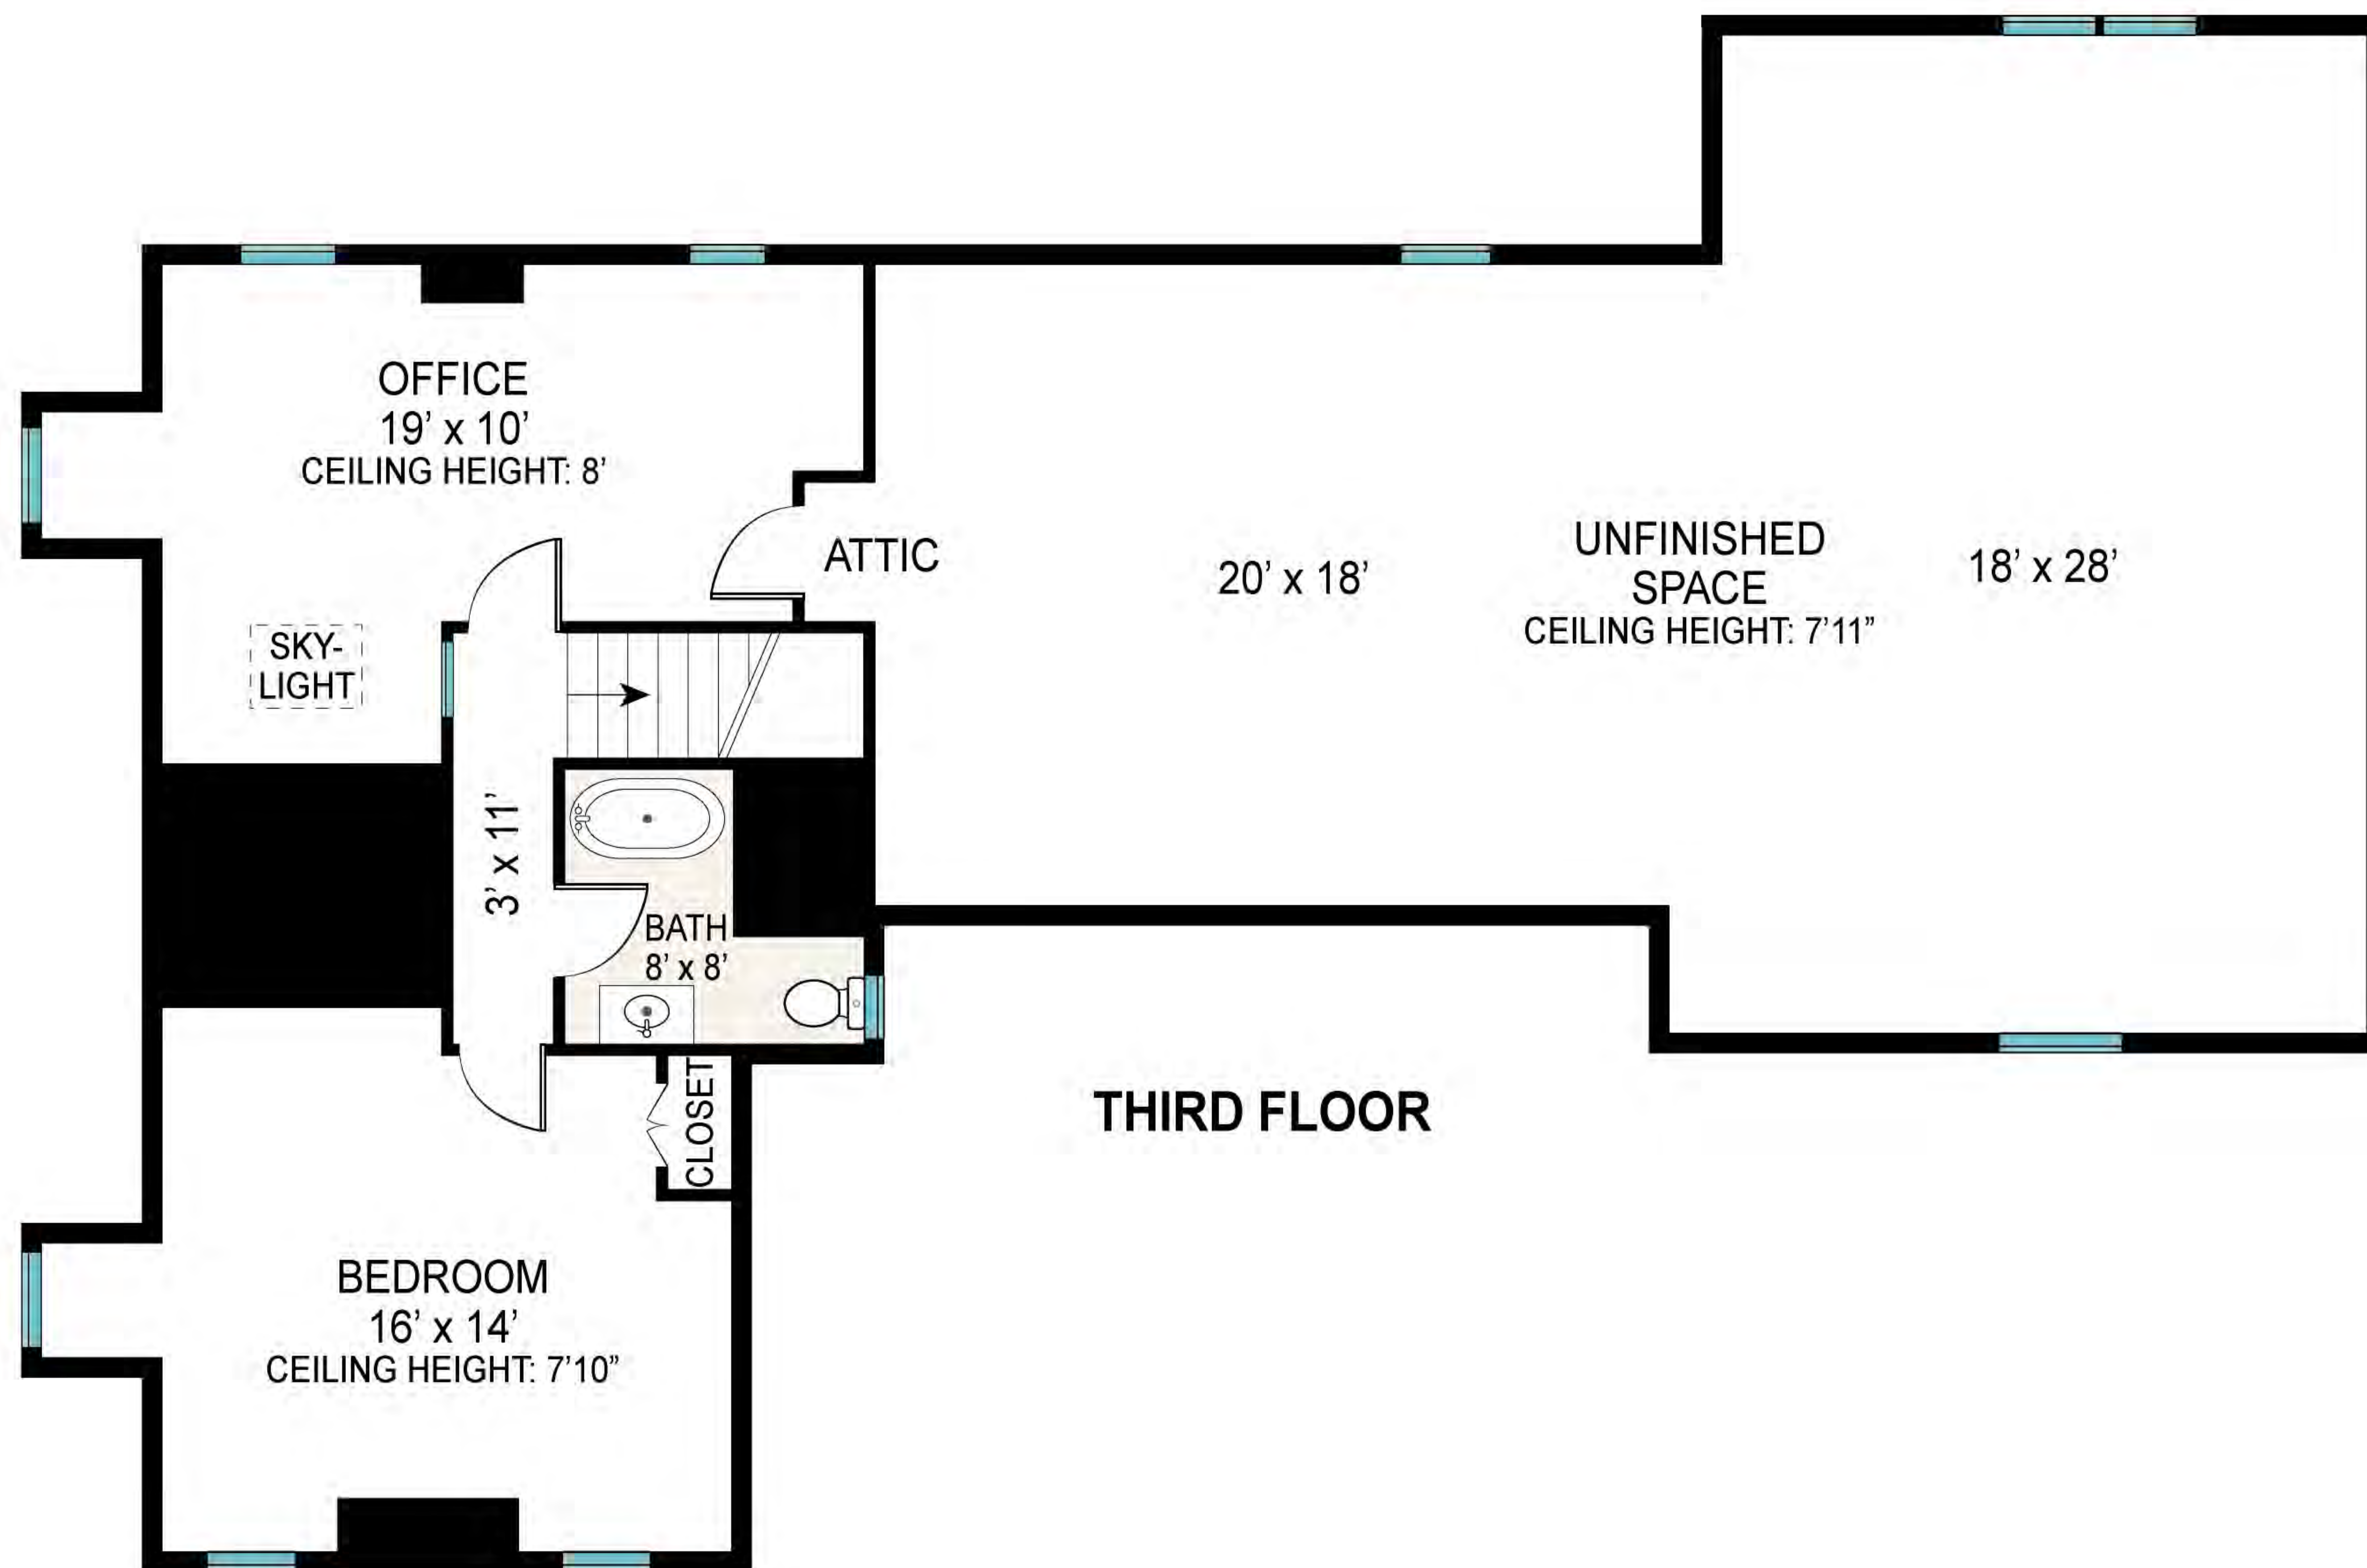 OFFICE
19’ x 10’
CEILING HEIGHT: 8’
ATTIC
20’ x 18’
UNFINISHED
SPACE
CEILING HEIGHT: 7’11”
18’ x 28’
SKY-
LIGHT
3’ x 11’
BATH
8’ x 8’
CLOSET
THIRD FLOOR
BEDROOM
16’ x 14’
CEILING HEIGHT: 7’10”